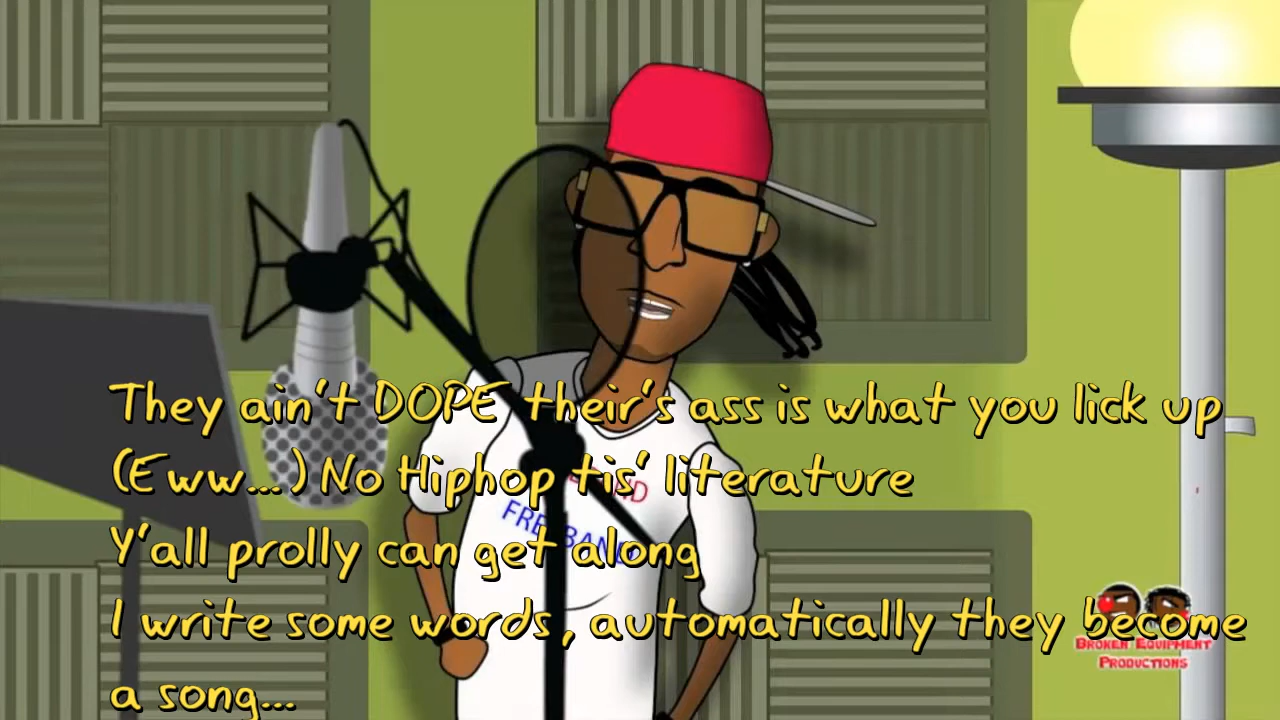 They ain't DOPE their's ass is what you lick up
(Eww...) No Hiphop tis' literature
Y'all prolly can get along
I write some words, automatically they become
a song...
BROKEN EQUIPMENT
PRODUCTIONS